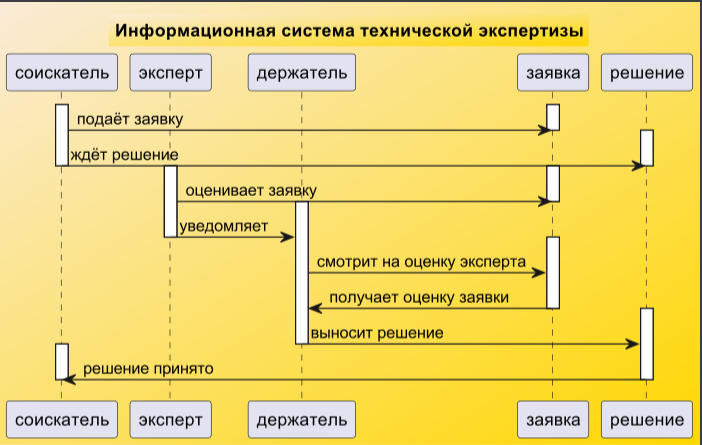 Информационная система технической экспертизы
соискатель эксперт держатель заявка решение
подаёт заявку
ждёт решение
оценивает заявку
уведомляет
смотрит на оценку эксперта
получает оценку заявки
выносит решение
решение принято
соискатель эксперт держатель заявка решение